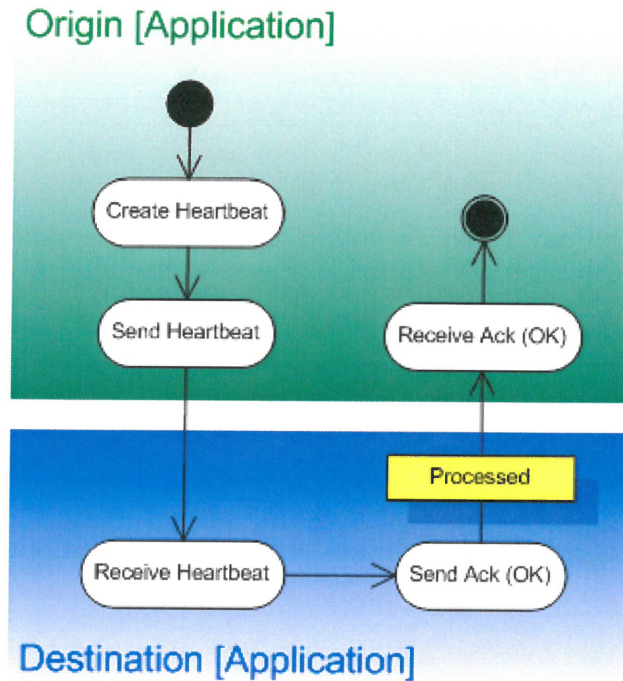 Origin [Application]
Create Heartbeat
Send Heartbeat
Receive Ack (OK)
Processed
Receive Heartbeat
Send Ack (OK)
Destination [Application]